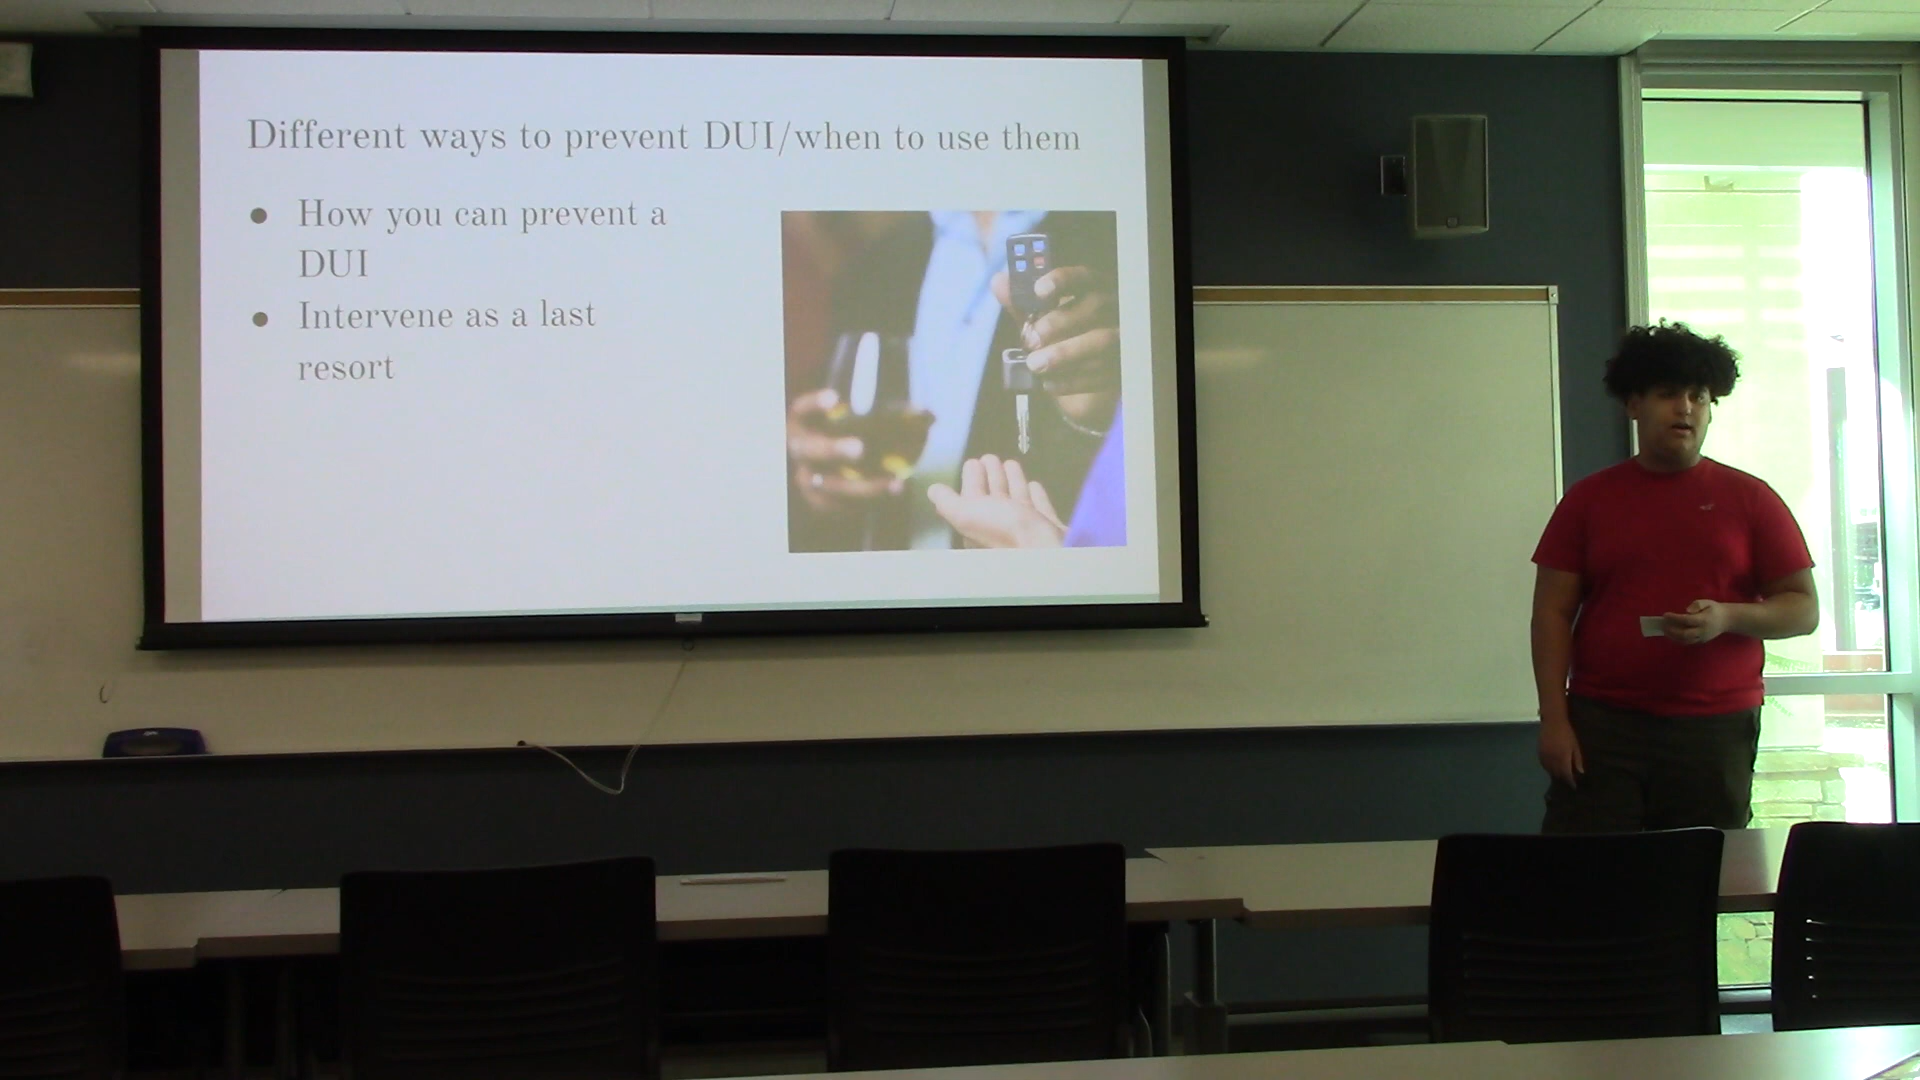 Different ways to prevent DUI/when to use them
● How you can prevent a
DUI
● Intervene as a last
resort